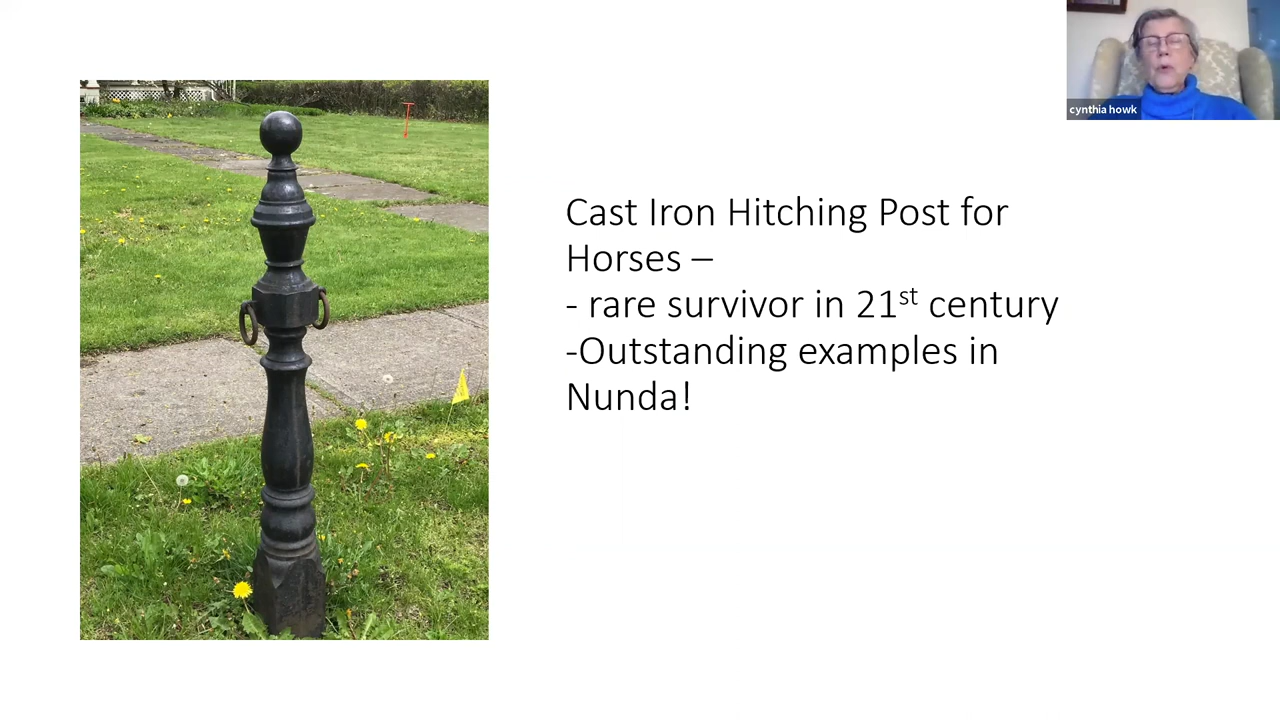 cynthia howk
Cast Iron Hitching Post for
Horses –
- rare survivor in 21st century
-Outstanding examples in
Nunda!